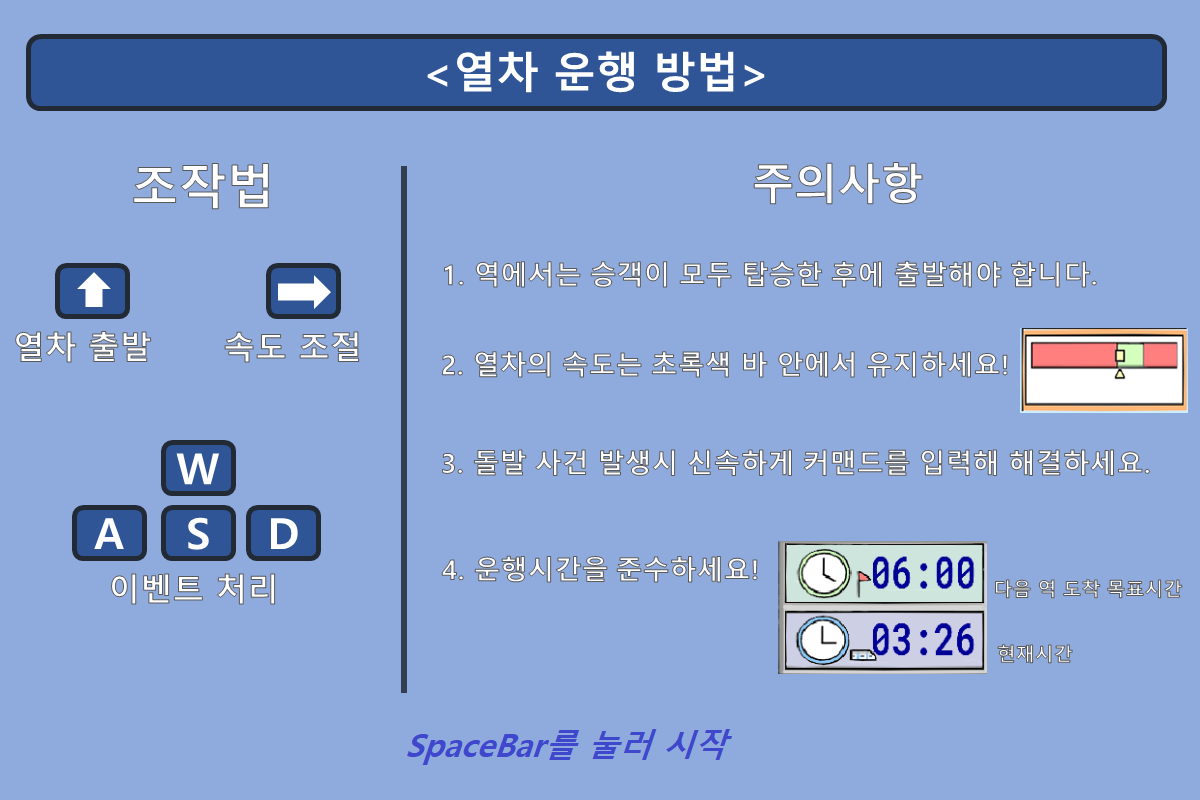 <열차 운행 방법>
조작법
열차 출발
속도 조절
W
A S D
이벤트 처리
주의사항
1. 역에서는 승객이 모두 탑승한 후에 출발해야 합니다.
2. 열차의 속도는 초록색 바 안에서 유지하세요!
3. 돌발 사건 발생시 신속하게 커맨드를 입력해 해결하세요.
4. 운행시간을 준수하세요!
06:00
다음 역 도착 목표시간
03:26
현재시간
SpaceBar를 눌러 시작